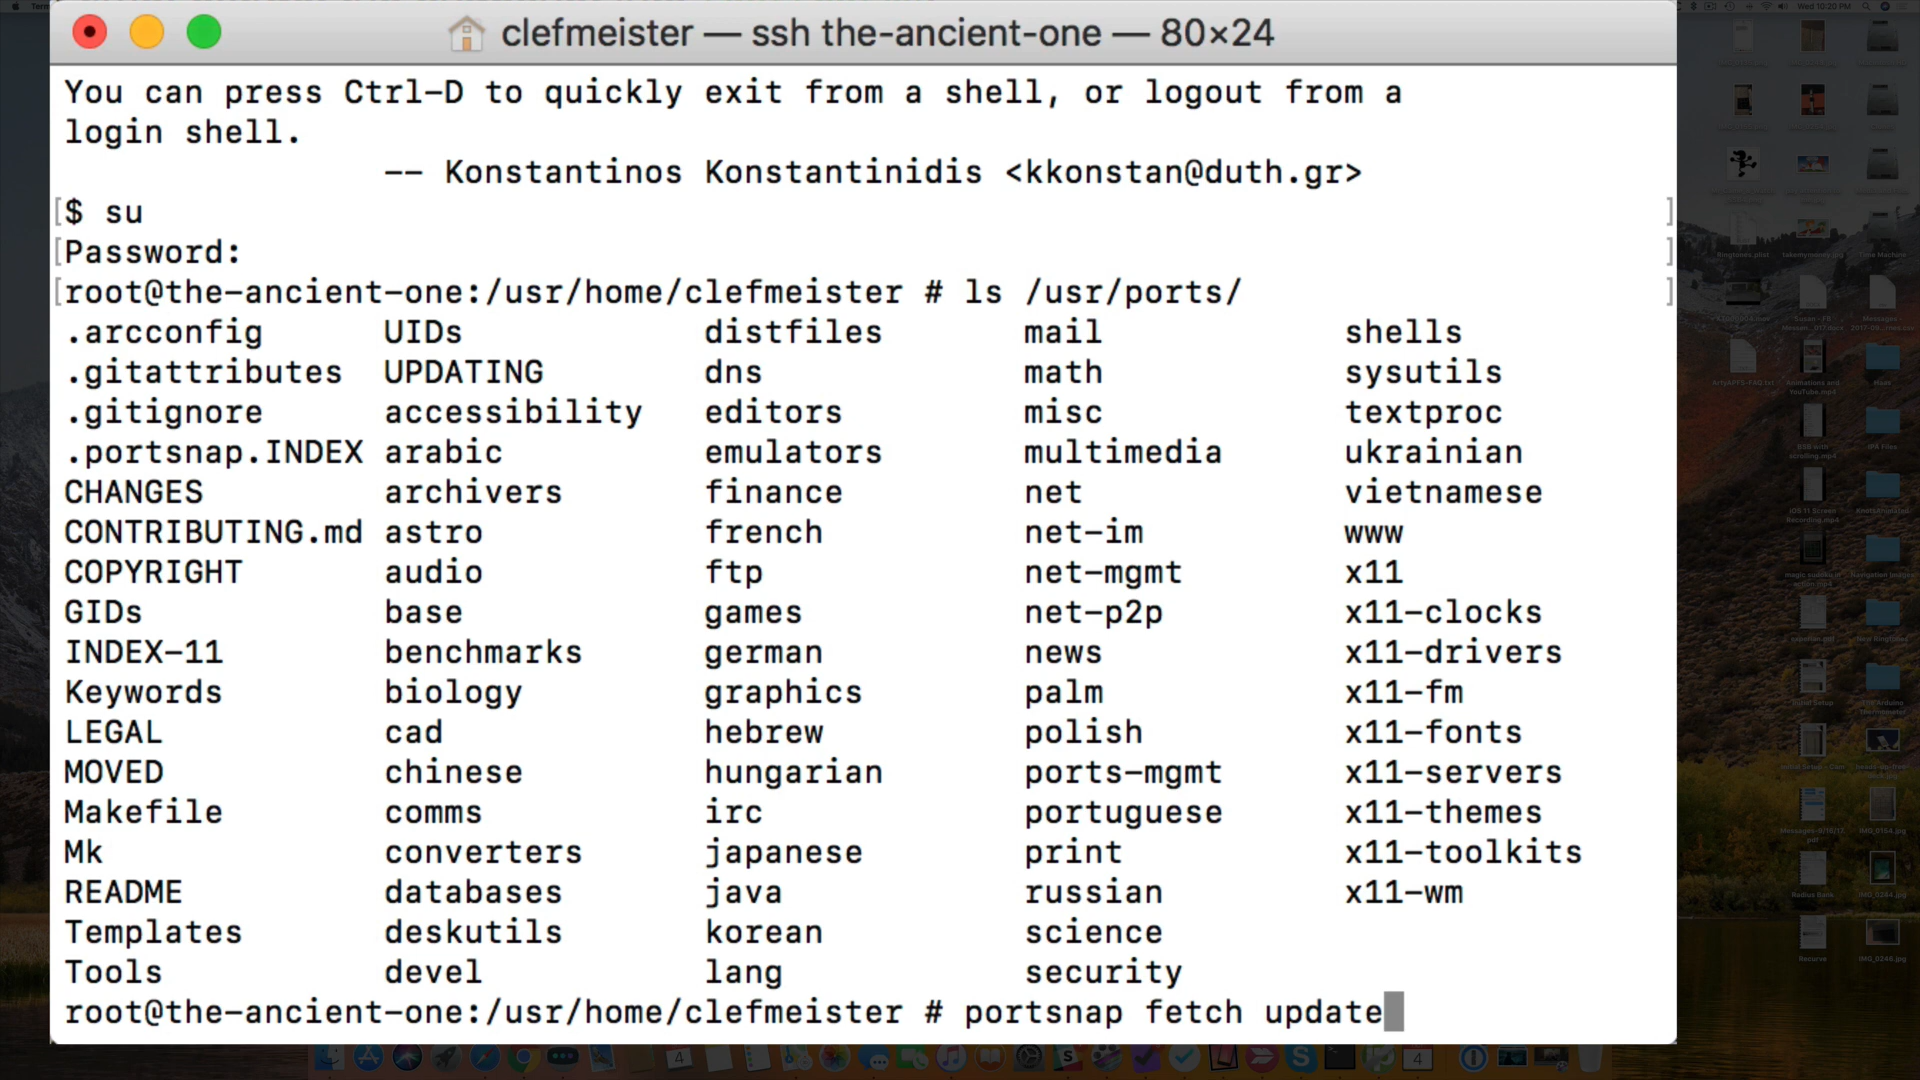 Wed 10:20 PM
clefmeister — ssh the-ancient-one — 80×24
You can press Ctrl-D to quickly exit from a shell, or logout from a
login shell.
-- Konstantinos Konstantinidis <kkonstan@duth.gr>
[$ su ]
[Password: ]
[root@the-ancient-one:/usr/home/clefmeister # ls /usr/ports/ ]
.arcconfig UIDs distfiles mail shells
.gitattributes UPDATING dns math sysutils
.gitignore accessibility editors misc textproc
.portsnap.INDEX arabic emulators multimedia ukrainian
CHANGES archivers finance net vietnamese
CONTRIBUTING.md astro french net-im www
COPYRIGHT audio ftp net-mgmt x11
GIDs base games net-p2p x11-clocks
INDEX-11 benchmarks german news x11-drivers
Keywords biology graphics palm x11-fm
LEGAL cad hebrew polish x11-fonts
MOVED chinese hungarian ports-mgmt x11-servers
Makefile comms irc portuguese x11-themes
Mk converters japanese print x11-toolkits
README databases java russian x11-wm
Templates deskutils korean science
Tools devel lang security
root@the-ancient-one:/usr/home/clefmeister # portsnap fetch update